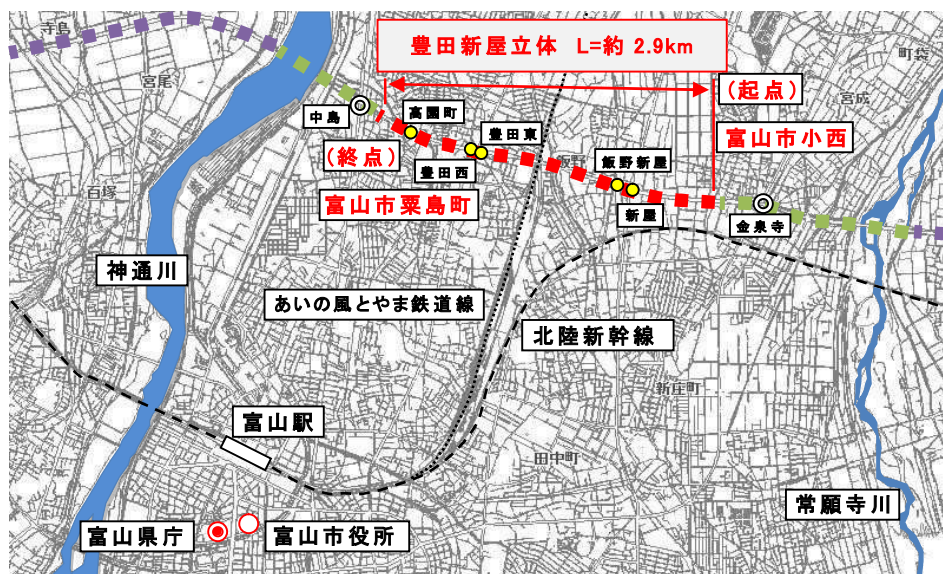 寺島
宮尾
豊田新屋立体 L=約 2.9km
町袋
(起点)
宮成
中島
高園町
豊田東
富山市小西
(終点)
豊田西
飯野
飯野新屋
百塚
富山市粟島町
新屋
金泉寺
神通川
あいの風とやま鉄道線
北陸新幹線
新庄町
富山駅
田中町
常願寺川
富山県庁
富山市役所